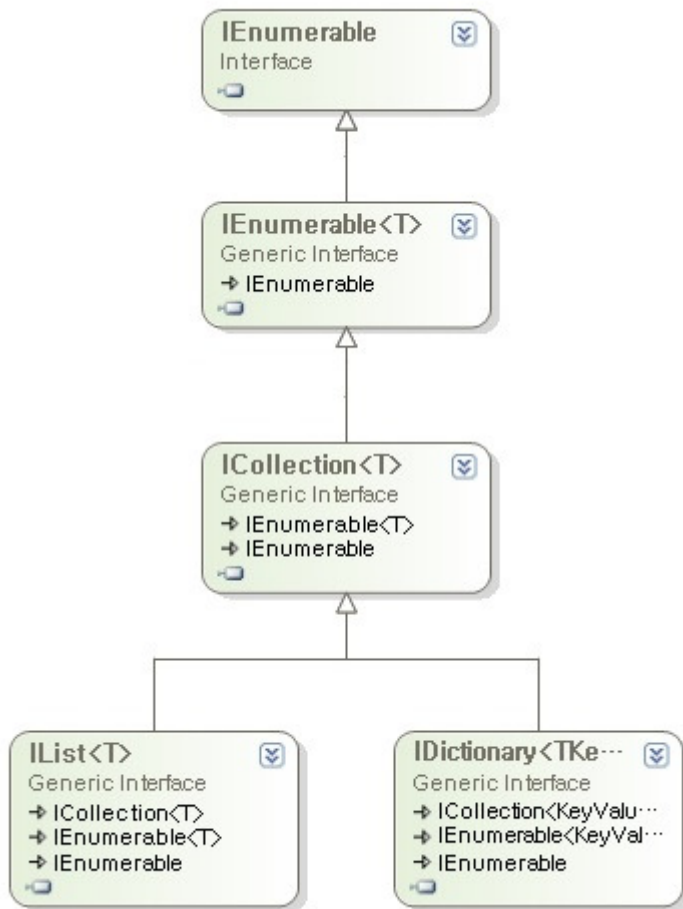 IEnumerable
Interface
IEnumerable<T>
Generic Interface
IEnumerable
ICollection<T>
Generic Interface
IEnumerable<T>
IEnumerable
IList<T>
Generic Interface
ICollection<T>
IEnumerable<T>
IEnumerable
IDictionary<TKe···
Generic Interface
ICollection<KeyValu···
IEnumerable<KeyVal···
IEnumerable